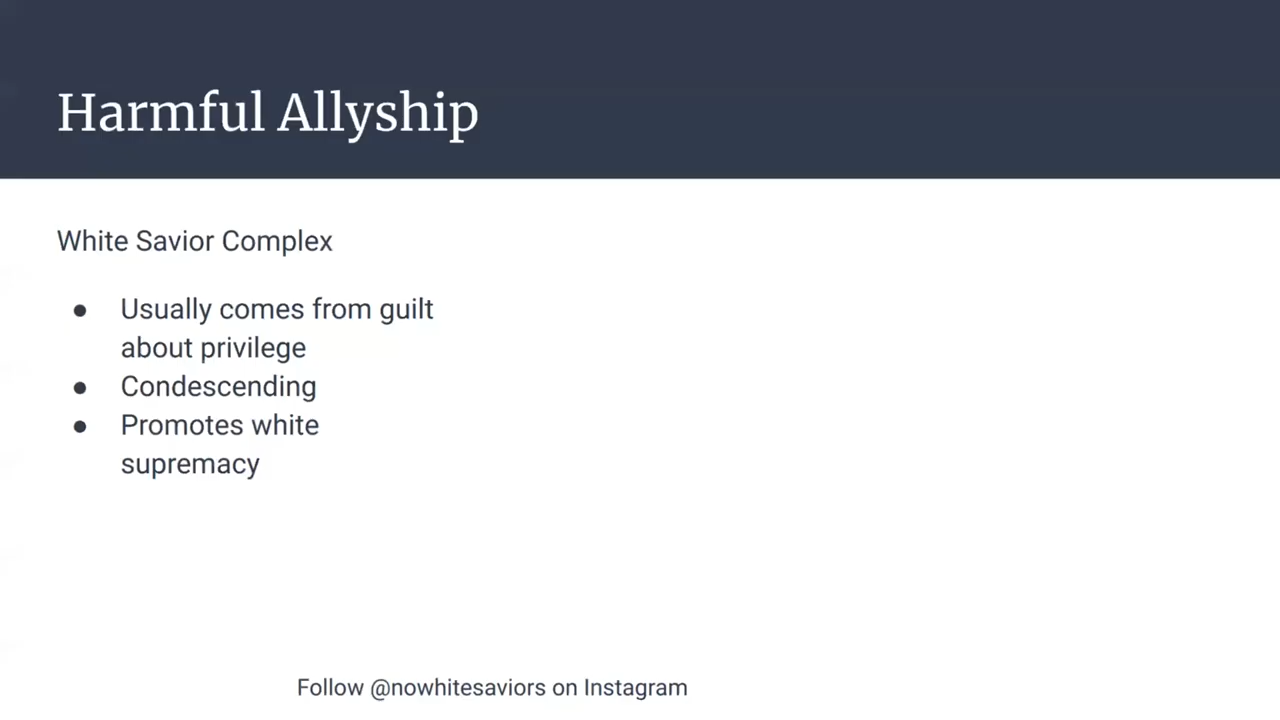 Harmful Allyship
White Savior Complex
● Usually comes from guilt
about privilege
● Condescending
● Promotes white
supremacy
Follow @nowhitesaviors on Instagram